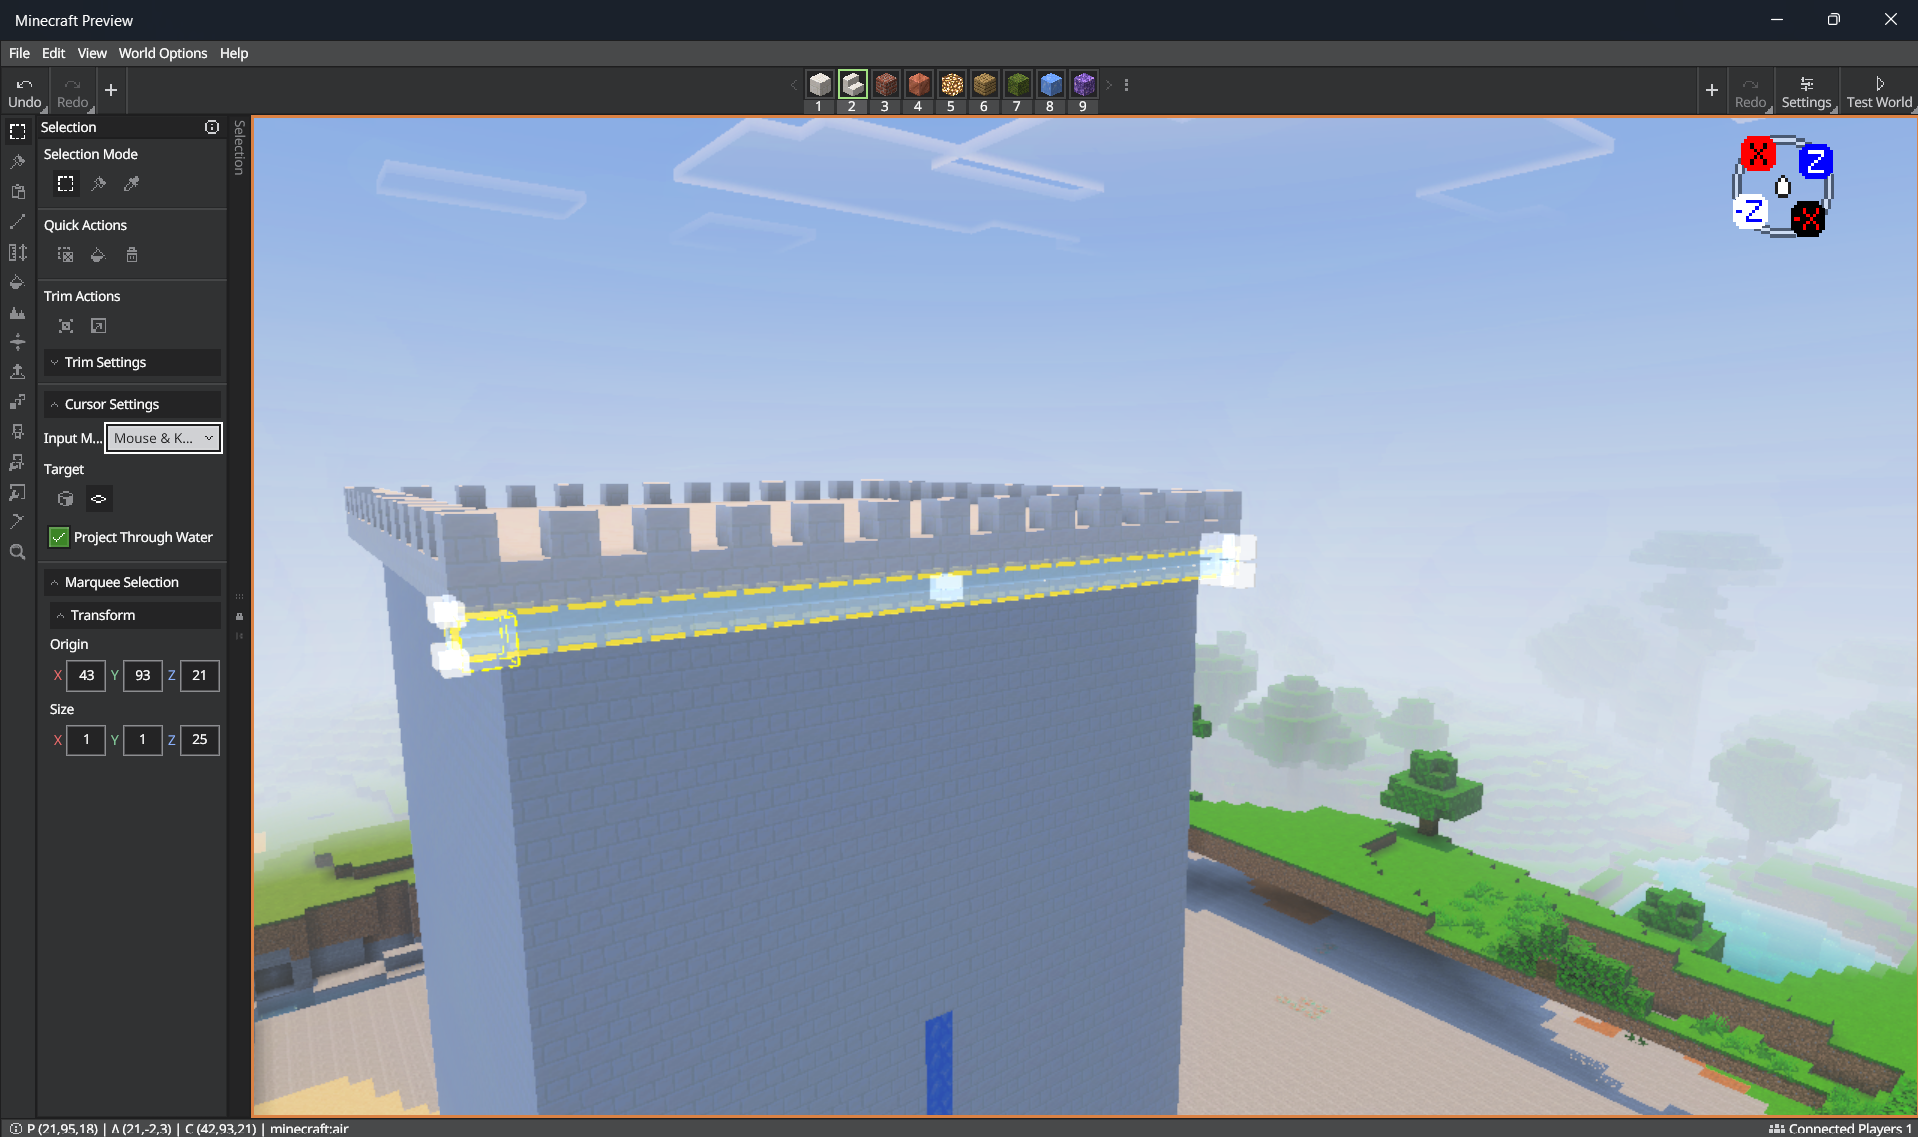 Minecraft Preview
File Edit View World Options Help
Undo Redo 1 2 3 4 5 6 7 8 9 Redo Settings Test World
Selection
Selection
Selection Mode
Quick Actions
Trim Actions
Trim Settings
Cursor Settings
Input M... Mouse & K...
Target
Project Through Water
Marquee Selection
Transform
Origin
X 43 Y 93 Z 21
Size
X 1 Y 1 Z 25
X Z
-Z -X
P (21,95,18) | A (21,-2,3) | C (42,93,21) | minecraft:air
Connected Players 1